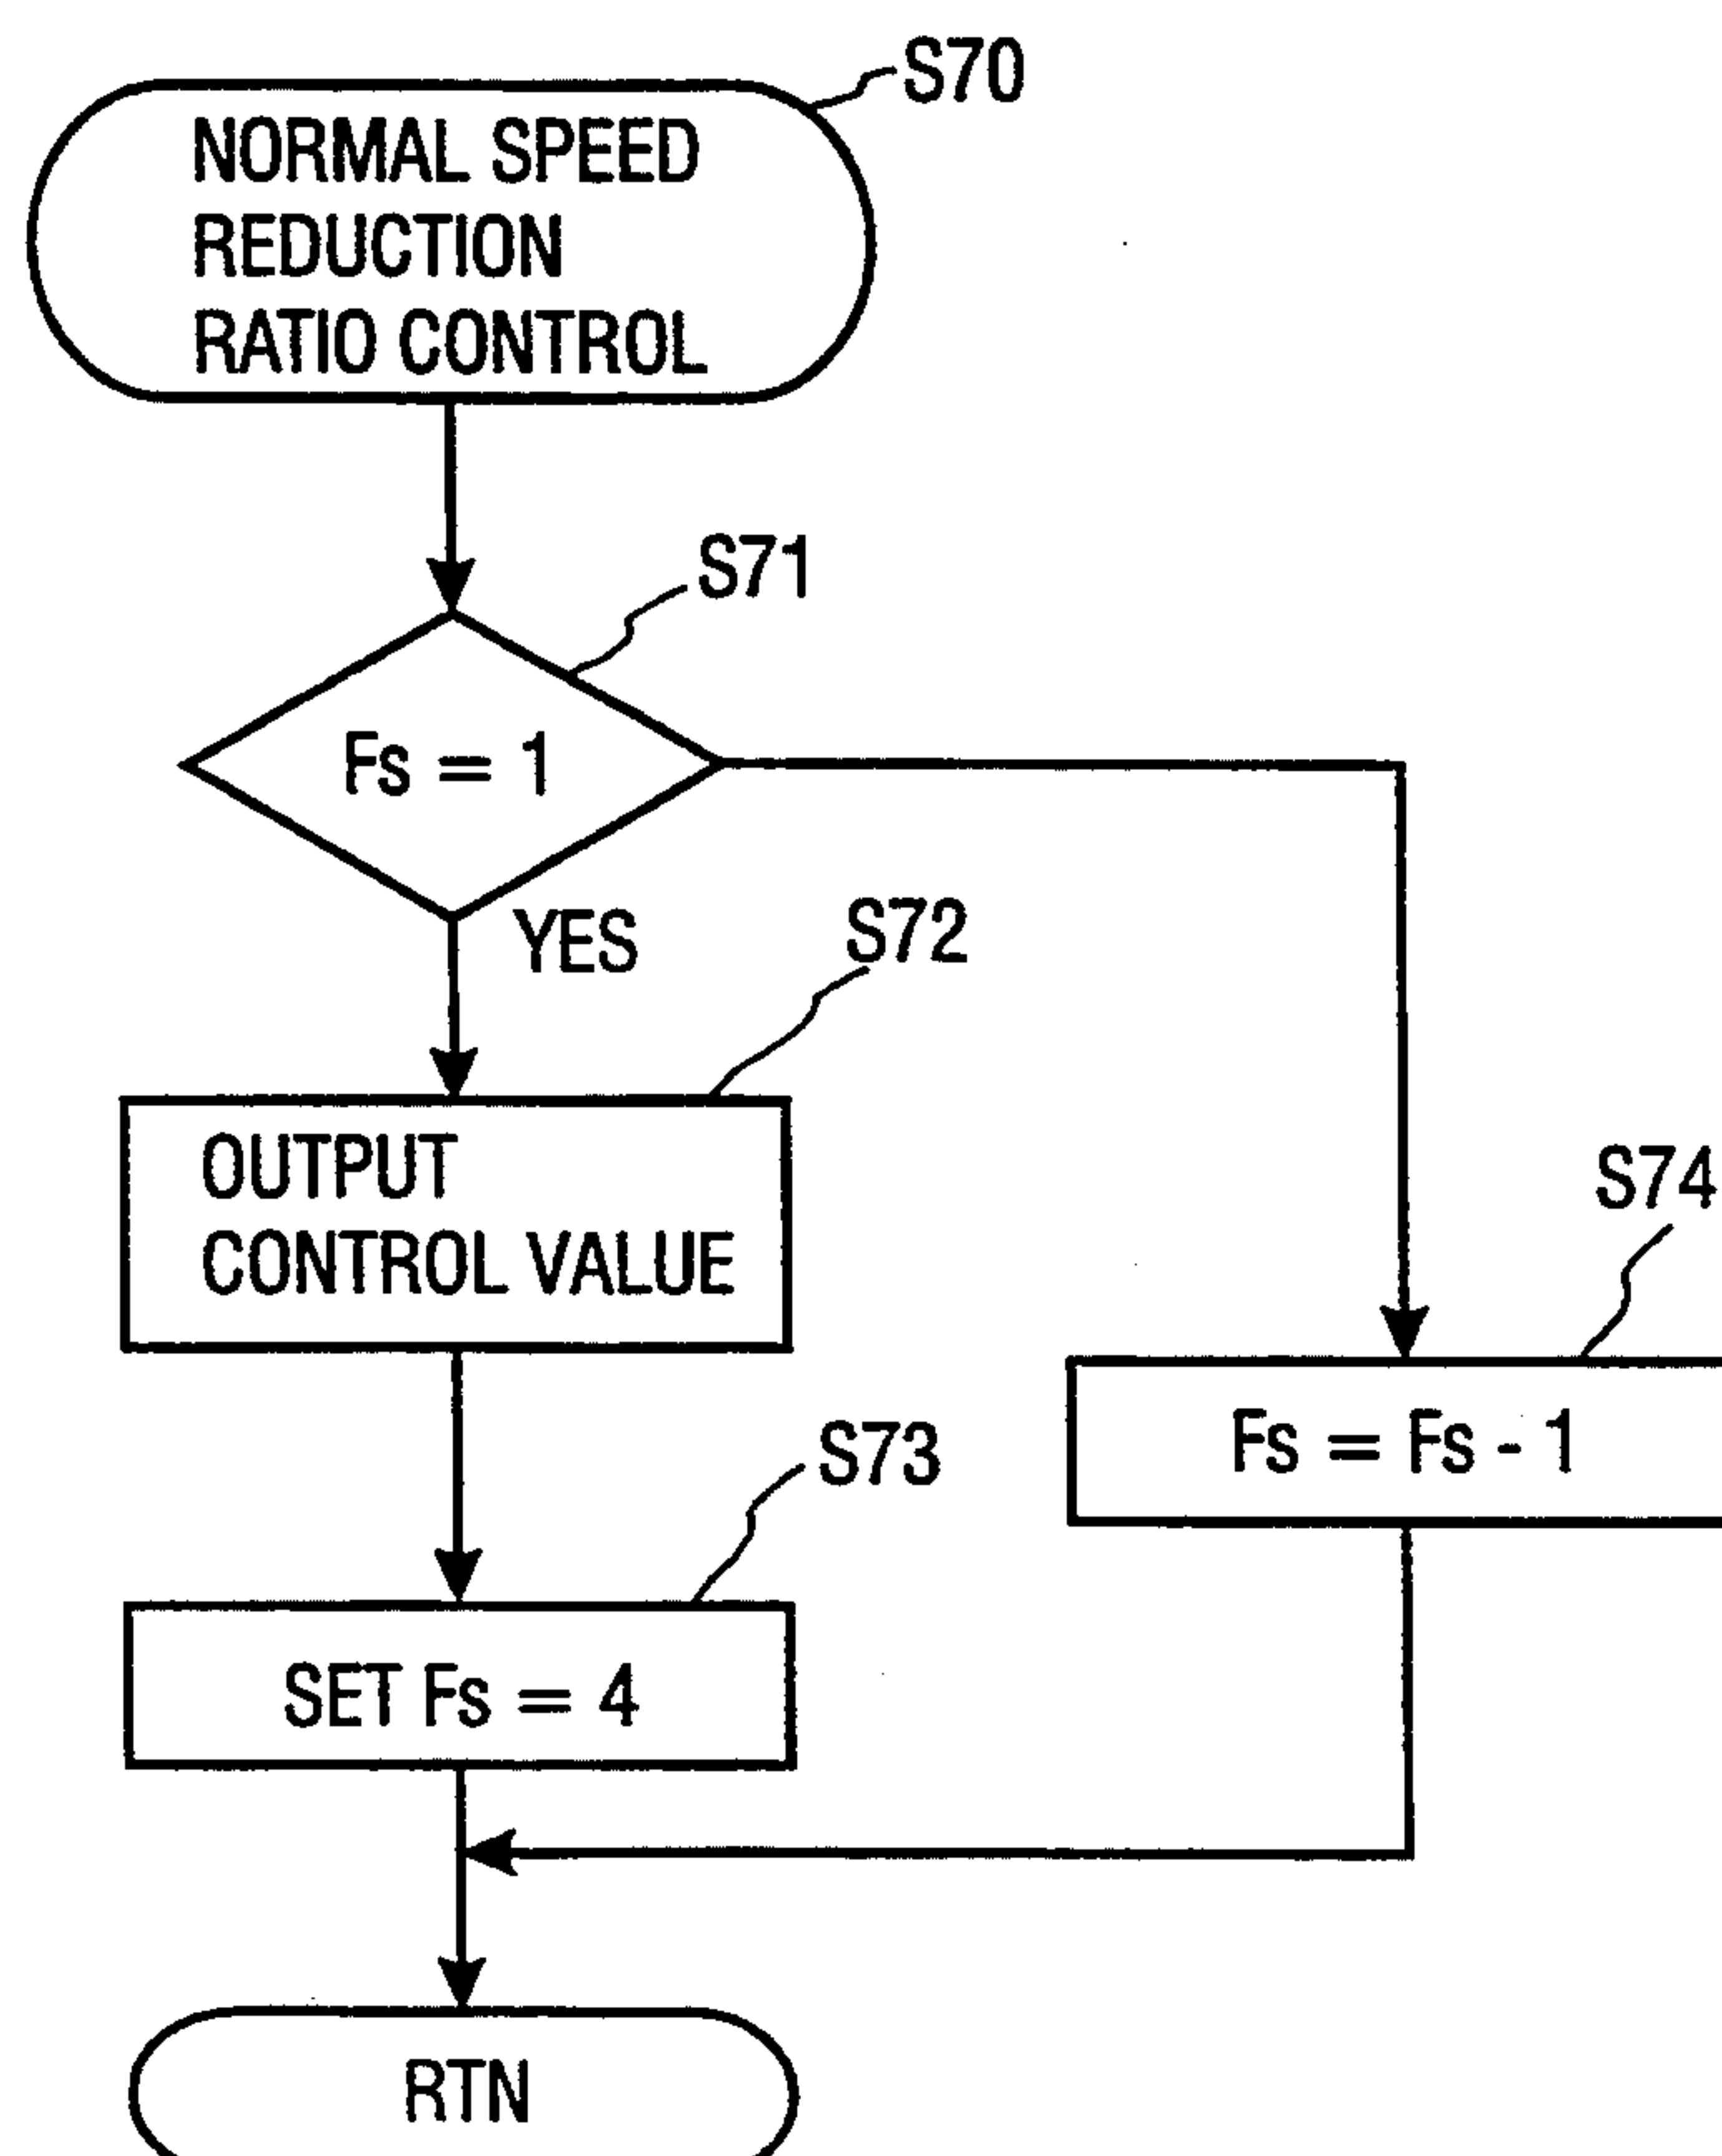 S70
NORMAL SPEED
REDUCTION
RATIO CONTROL
S71
Fs = 1
YES
S72
OUTPUT
CONTROL VALUE
S74
Fs = Fs - 1
S73
SET Fs = 4
RTN